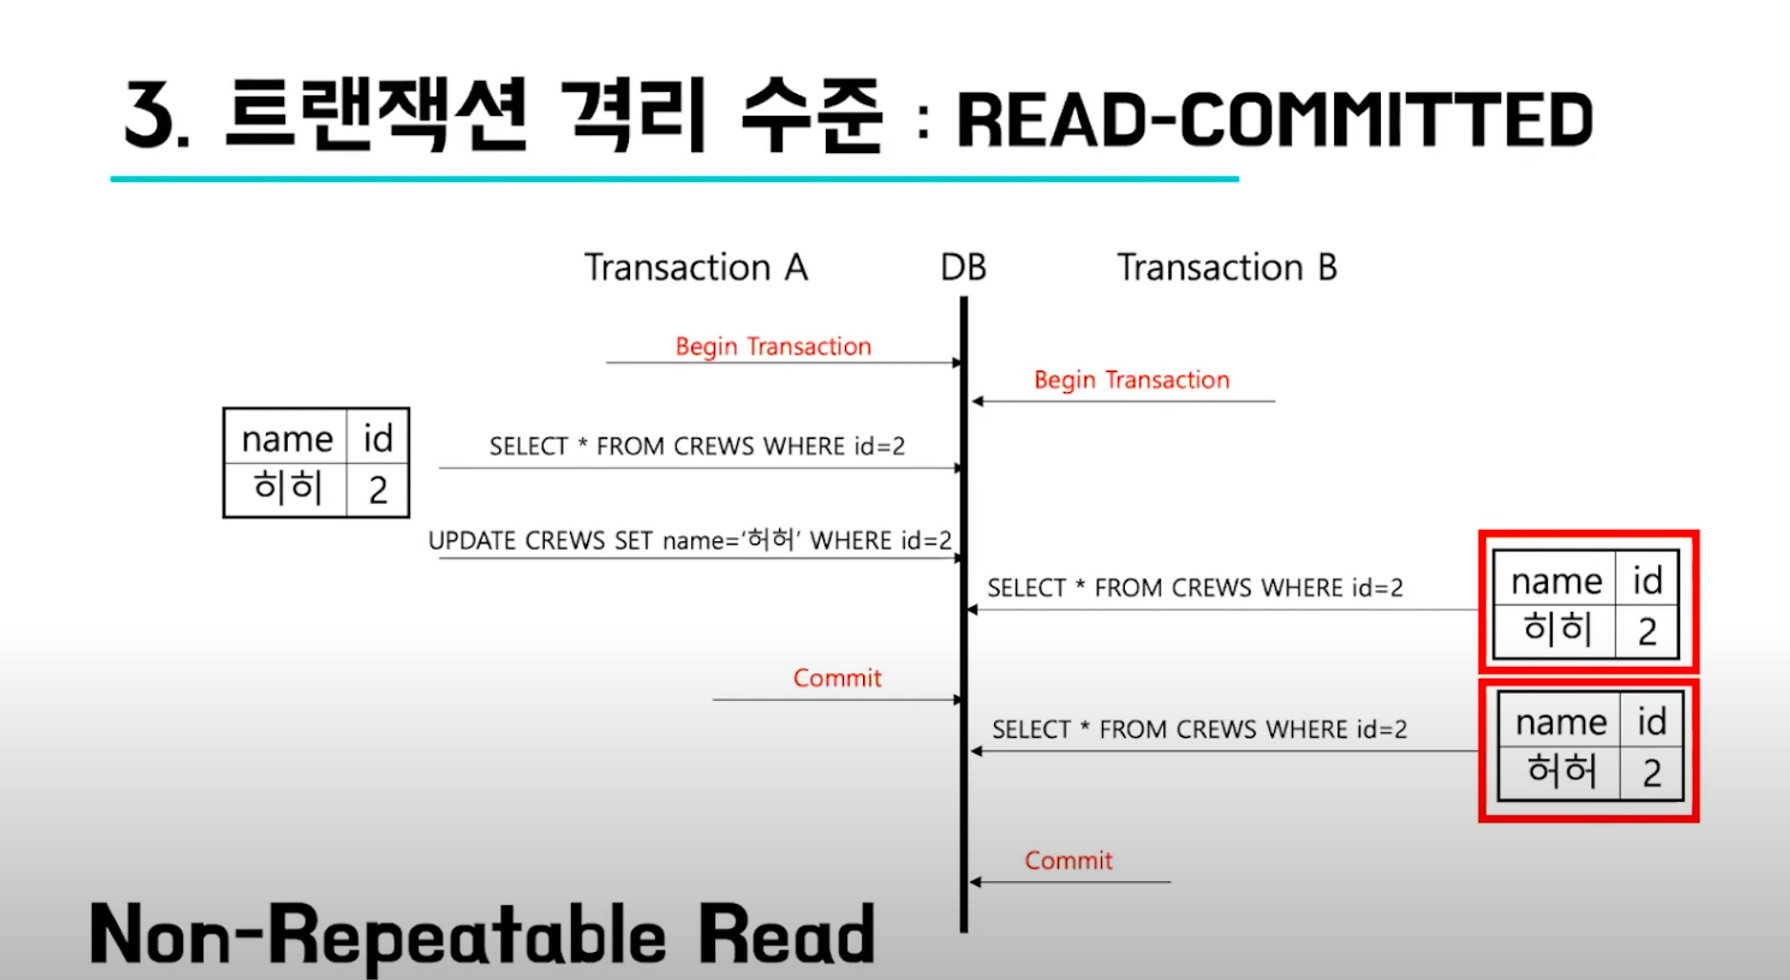 3. 트랜잭션 격리 수준 : READ-COMMITTED
Transaction A DB Transaction B
Begin Transaction
Begin Transaction
name id
히히 2
SELECT * FROM CREWS WHERE id=2
UPDATE CREWS SET name=‘허허’ WHERE id=2
SELECT * FROM CREWS WHERE id=2
name id
히히 2
Commit
SELECT * FROM CREWS WHERE id=2
name id
허허 2
Commit
Non-Repeatable Read